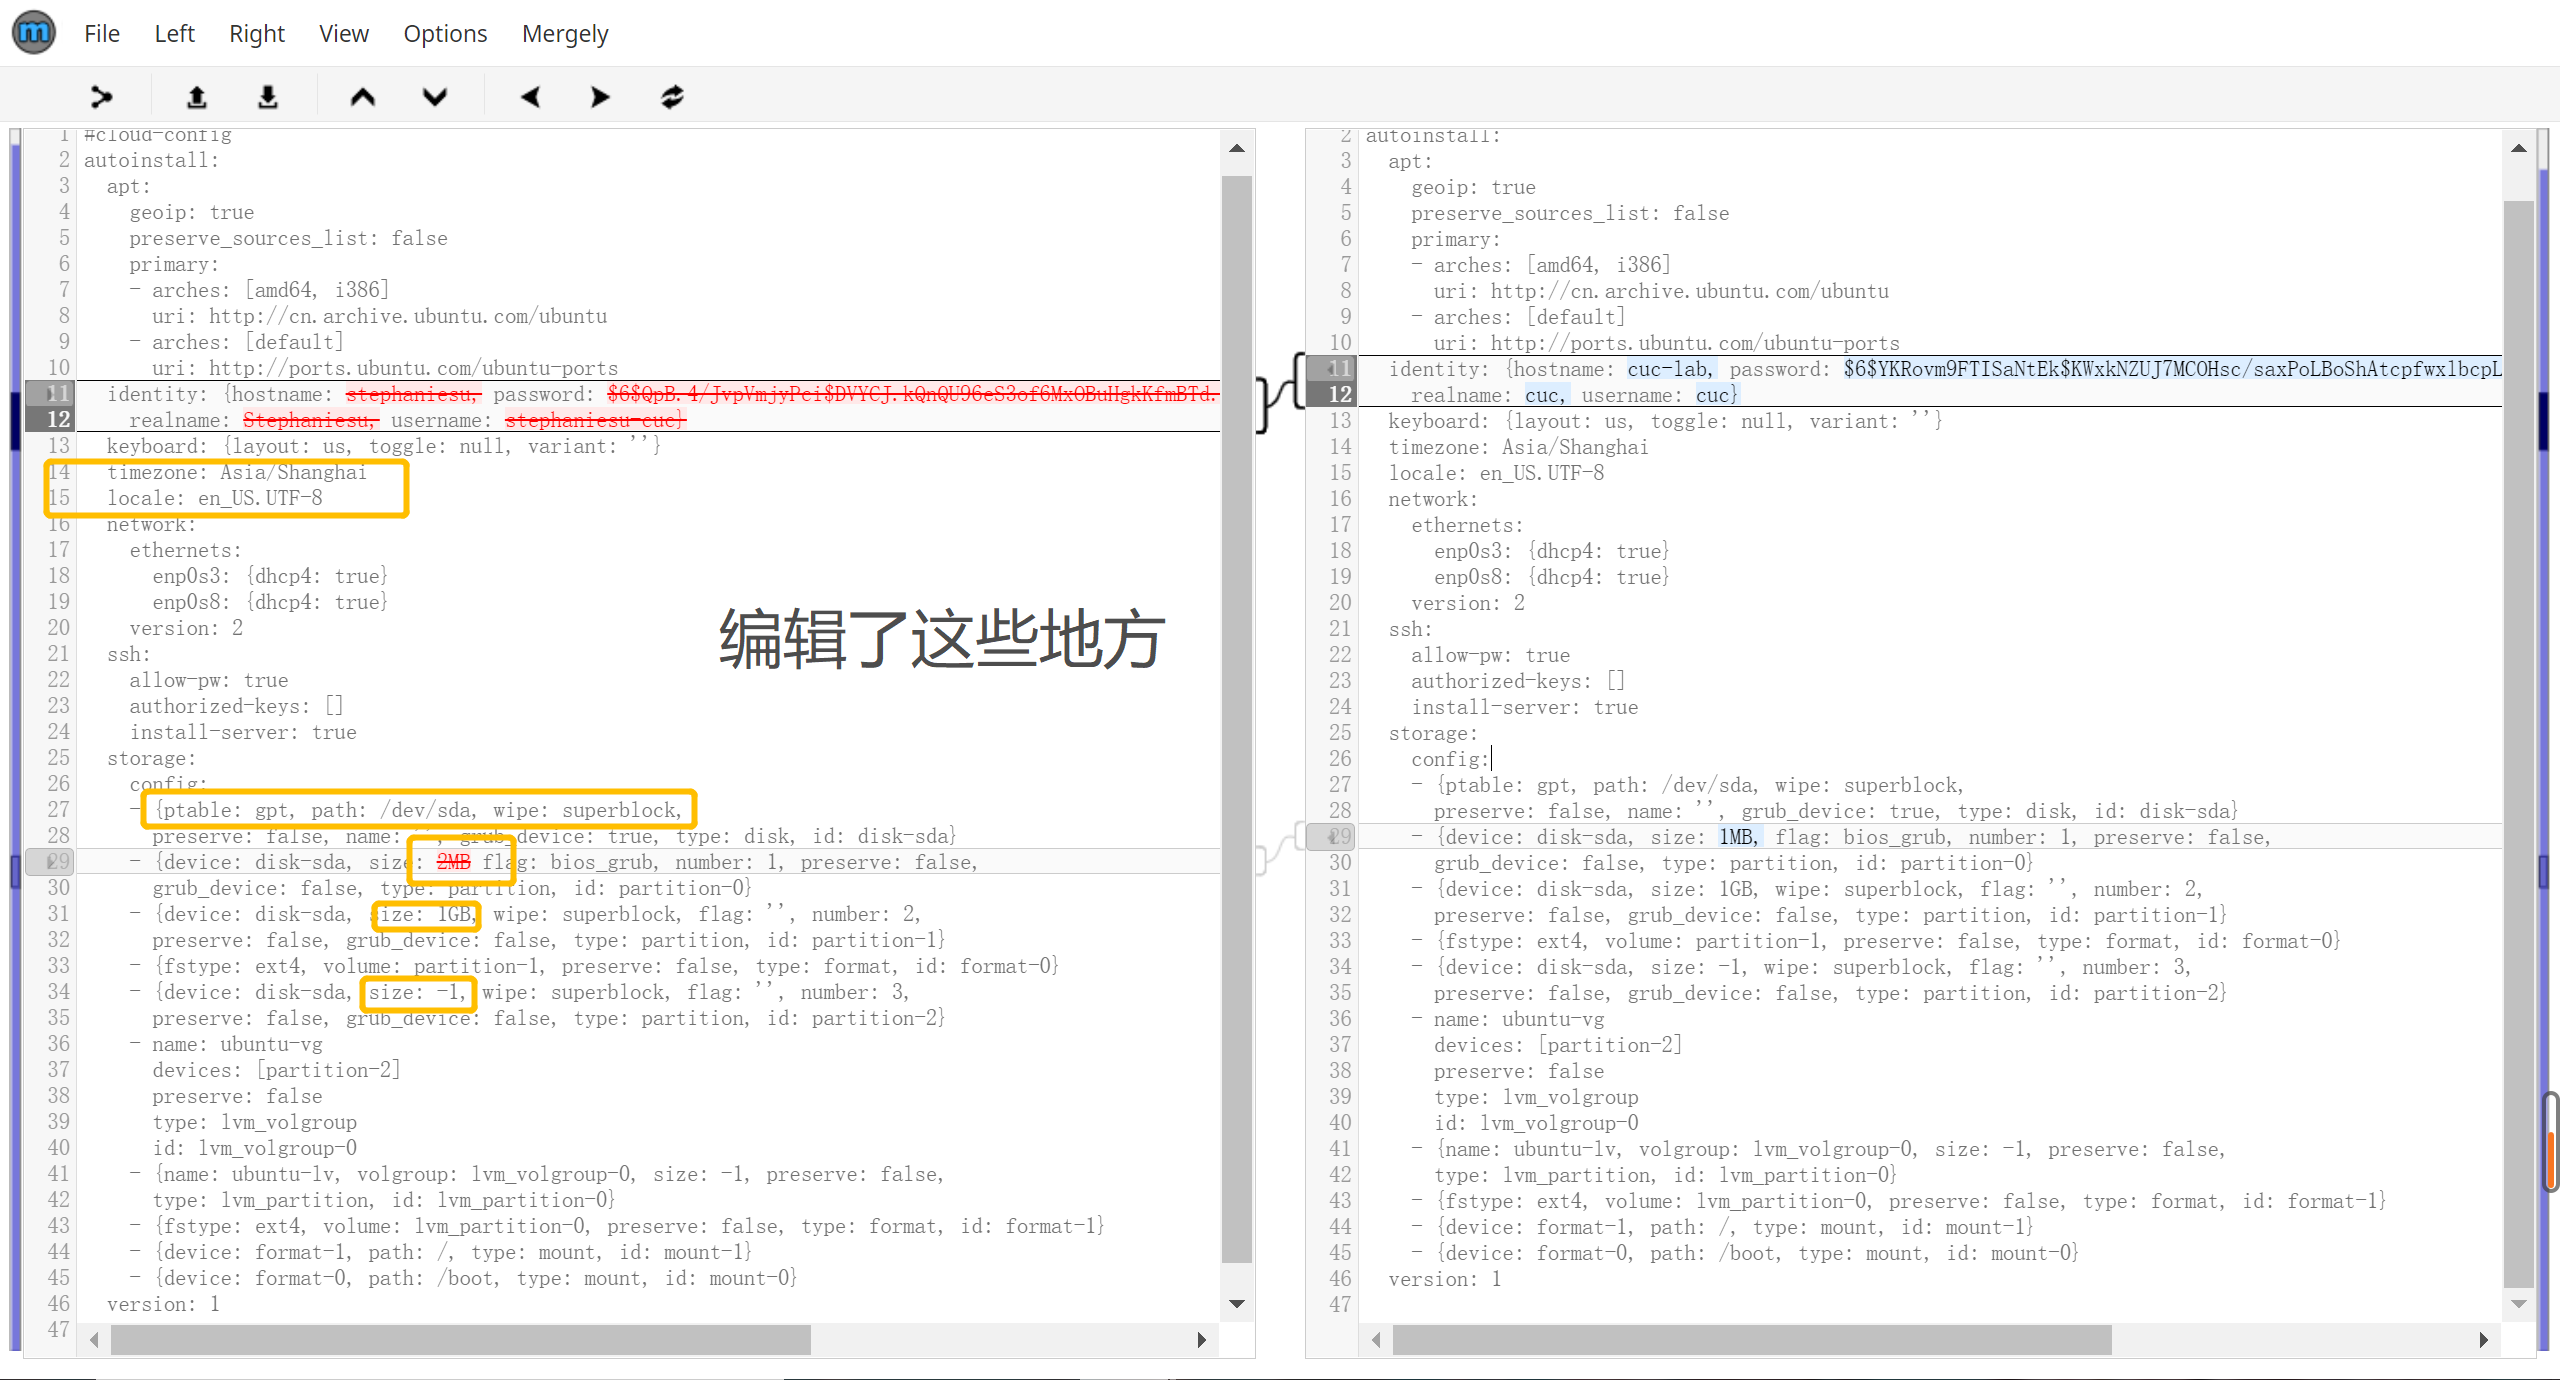 File Left Right View Options Mergely
1 #cloud-config
2 autoinstall:
3 apt:
4 geoip: true
5 preserve_sources_list: false
6 primary:
7 - arches: [amd64, i386]
8 uri: http://cn.archive.ubuntu.com/ubuntu
9 - arches: [default]
10 uri: http://ports.ubuntu.com/ubuntu-ports
11 identity: {hostname: stephaniesu, password: $6$QpB.4/JvpVmjyPci$DVYCJ.kQnQU96eS3of6MxOBuHgkKfmBTd.
12 realname: Stephaniesu, username: stephaniesu-cuc}
13 keyboard: {layout: us, toggle: null, variant: ''}
14 timezone: Asia/Shanghai
15 locale: en_US.UTF-8
16 network:
17 ethernets:
18 enp0s3: {dhcp4: true}
19 enp0s8: {dhcp4: true}
20 version: 2
21 ssh:
22 allow-pw: true
23 authorized-keys: []
24 install-server: true
25 storage:
26 config:
27 - {ptable: gpt, path: /dev/sda, wipe: superblock,
28 preserve: false, name: '', grub_device: true, type: disk, id: disk-sda}
29 - {device: disk-sda, size: 2MB flag: bios_grub, number: 1, preserve: false,
30 grub_device: false, type: partition, id: partition-0}
31 - {device: disk-sda, size: 1GB, wipe: superblock, flag: '', number: 2,
32 preserve: false, grub_device: false, type: partition, id: partition-1}
33 - {fstype: ext4, volume: partition-1, preserve: false, type: format, id: format-0}
34 - {device: disk-sda, size: -1, wipe: superblock, flag: '', number: 3,
35 preserve: false, grub_device: false, type: partition, id: partition-2}
36 - name: ubuntu-vg
37 devices: [partition-2]
38 preserve: false
39 type: lvm_volgroup
40 id: lvm_volgroup-0
41 - {name: ubuntu-lv, volgroup: lvm_volgroup-0, size: -1, preserve: false,
42 type: lvm_partition, id: lvm_partition-0}
43 - {fstype: ext4, volume: lvm_partition-0, preserve: false, type: format, id: format-1}
44 - {device: format-1, path: /, type: mount, id: mount-1}
45 - {device: format-0, path: /boot, type: mount, id: mount-0}
46 version: 1
47
编辑了这些地方
2 autoinstall:
3 apt:
4 geoip: true
5 preserve_sources_list: false
6 primary:
7 - arches: [amd64, i386]
8 uri: http://cn.archive.ubuntu.com/ubuntu
9 - arches: [default]
10 uri: http://ports.ubuntu.com/ubuntu-ports
11 identity: {hostname: cuc-lab, password: $6$YKRovm9FTISaNtEk$KWxkNZUJ7MCOHsc/saxPoLBoShAtcpfwxlbcpL
12 realname: cuc, username: cuc}
13 keyboard: {layout: us, toggle: null, variant: ''}
14 timezone: Asia/Shanghai
15 locale: en_US.UTF-8
16 network:
17 ethernets:
18 enp0s3: {dhcp4: true}
19 enp0s8: {dhcp4: true}
20 version: 2
21 ssh:
22 allow-pw: true
23 authorized-keys: []
24 install-server: true
25 storage:
26 config:
27 - {ptable: gpt, path: /dev/sda, wipe: superblock,
28 preserve: false, name: '', grub_device: true, type: disk, id: disk-sda}
29 - {device: disk-sda, size: 1MB, flag: bios_grub, number: 1, preserve: false,
30 grub_device: false, type: partition, id: partition-0}
31 - {device: disk-sda, size: 1GB, wipe: superblock, flag: '', number: 2,
32 preserve: false, grub_device: false, type: partition, id: partition-1}
33 - {fstype: ext4, volume: partition-1, preserve: false, type: format, id: format-0}
34 - {device: disk-sda, size: -1, wipe: superblock, flag: '', number: 3,
35 preserve: false, grub_device: false, type: partition, id: partition-2}
36 - name: ubuntu-vg
37 devices: [partition-2]
38 preserve: false
39 type: lvm_volgroup
40 id: lvm_volgroup-0
41 - {name: ubuntu-lv, volgroup: lvm_volgroup-0, size: -1, preserve: false,
42 type: lvm_partition, id: lvm_partition-0}
43 - {fstype: ext4, volume: lvm_partition-0, preserve: false, type: format, id: format-1}
44 - {device: format-1, path: /, type: mount, id: mount-1}
45 - {device: format-0, path: /boot, type: mount, id: mount-0}
46 version: 1
47